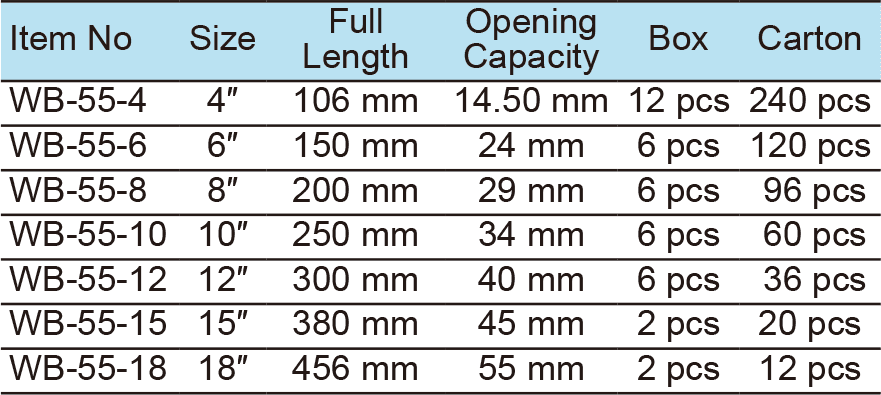 Item No Size Full Length Opening Capacity Box Carton
WB-55-4 4″ 106 mm 14.50 mm 12 pcs 240 pcs
WB-55-6 6″ 150 mm 24 mm 6 pcs 120 pcs
WB-55-8 8″ 200 mm 29 mm 6 pcs 96 pcs
WB-55-10 10″ 250 mm 34 mm 6 pcs 60 pcs
WB-55-12 12″ 300 mm 40 mm 6 pcs 36 pcs
WB-55-15 15″ 380 mm 45 mm 2 pcs 20 pcs
WB-55-18 18″ 456 mm 55 mm 2 pcs 12 pcs